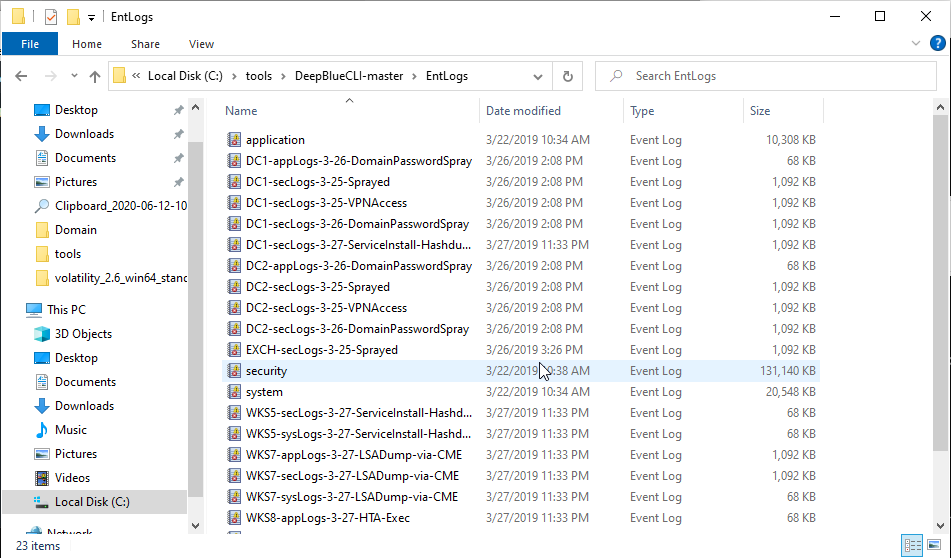 EntLogs
File Home Share View
« Local Disk (C:) › tools › DeepBlueCLI-master › EntLogs Search EntLogs
Desktop
Downloads
Documents
Pictures
Clipboard_2020-06-12-10
Domain
tools
volatility_2.6_win64_stand
This PC
3D Objects
Desktop
Documents
Downloads
Music
Pictures
Videos
Local Disk (C:)
Network
Name Date modified Type Size
application 3/22/2019 10:34 AM Event Log 10,308 KB
DC1-appLogs-3-26-DomainPasswordSpray 3/26/2019 2:08 PM Event Log 68 KB
DC1-secLogs-3-25-Sprayed 3/26/2019 2:08 PM Event Log 1,092 KB
DC1-secLogs-3-25-VPNAccess 3/26/2019 2:08 PM Event Log 1,092 KB
DC1-secLogs-3-26-DomainPasswordSpray 3/26/2019 2:08 PM Event Log 1,092 KB
DC1-secLogs-3-27-ServiceInstall-Hashdu... 3/27/2019 11:33 PM Event Log 1,092 KB
DC2-appLogs-3-26-DomainPasswordSpray 3/26/2019 2:08 PM Event Log 68 KB
DC2-secLogs-3-25-Sprayed 3/26/2019 2:08 PM Event Log 1,092 KB
DC2-secLogs-3-25-VPNAccess 3/26/2019 2:08 PM Event Log 1,092 KB
DC2-secLogs-3-26-DomainPasswordSpray 3/26/2019 2:08 PM Event Log 1,092 KB
EXCH-secLogs-3-25-Sprayed 3/26/2019 3:26 PM Event Log 1,092 KB
security 3/22/2019 :38 AM Event Log 131,140 KB
system 3/22/2019 10:34 AM Event Log 20,548 KB
WKS5-secLogs-3-27-ServiceInstall-Hashd... 3/27/2019 11:33 PM Event Log 68 KB
WKS5-sysLogs-3-27-ServiceInstall-Hashd... 3/27/2019 11:33 PM Event Log 68 KB
WKS7-appLogs-3-27-LSADump-via-CME 3/27/2019 11:33 PM Event Log 68 KB
WKS7-secLogs-3-27-LSADump-via-CME 3/27/2019 11:33 PM Event Log 1,092 KB
WKS7-sysLogs-3-27-LSADump-via-CME 3/27/2019 11:33 PM Event Log 68 KB
WKS8-appLogs-3-27-HTA-Exec 3/27/2019 11:33 PM Event Log 68 KB
23 items